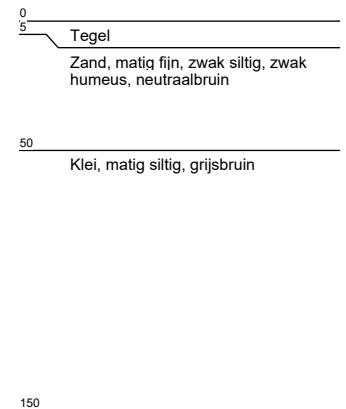 0
5
Tegel
Zand, matig fijn, zwak siltig, zwak
humeus, neutraalbruin
50
Klei, matig siltig, grijsbruin
150